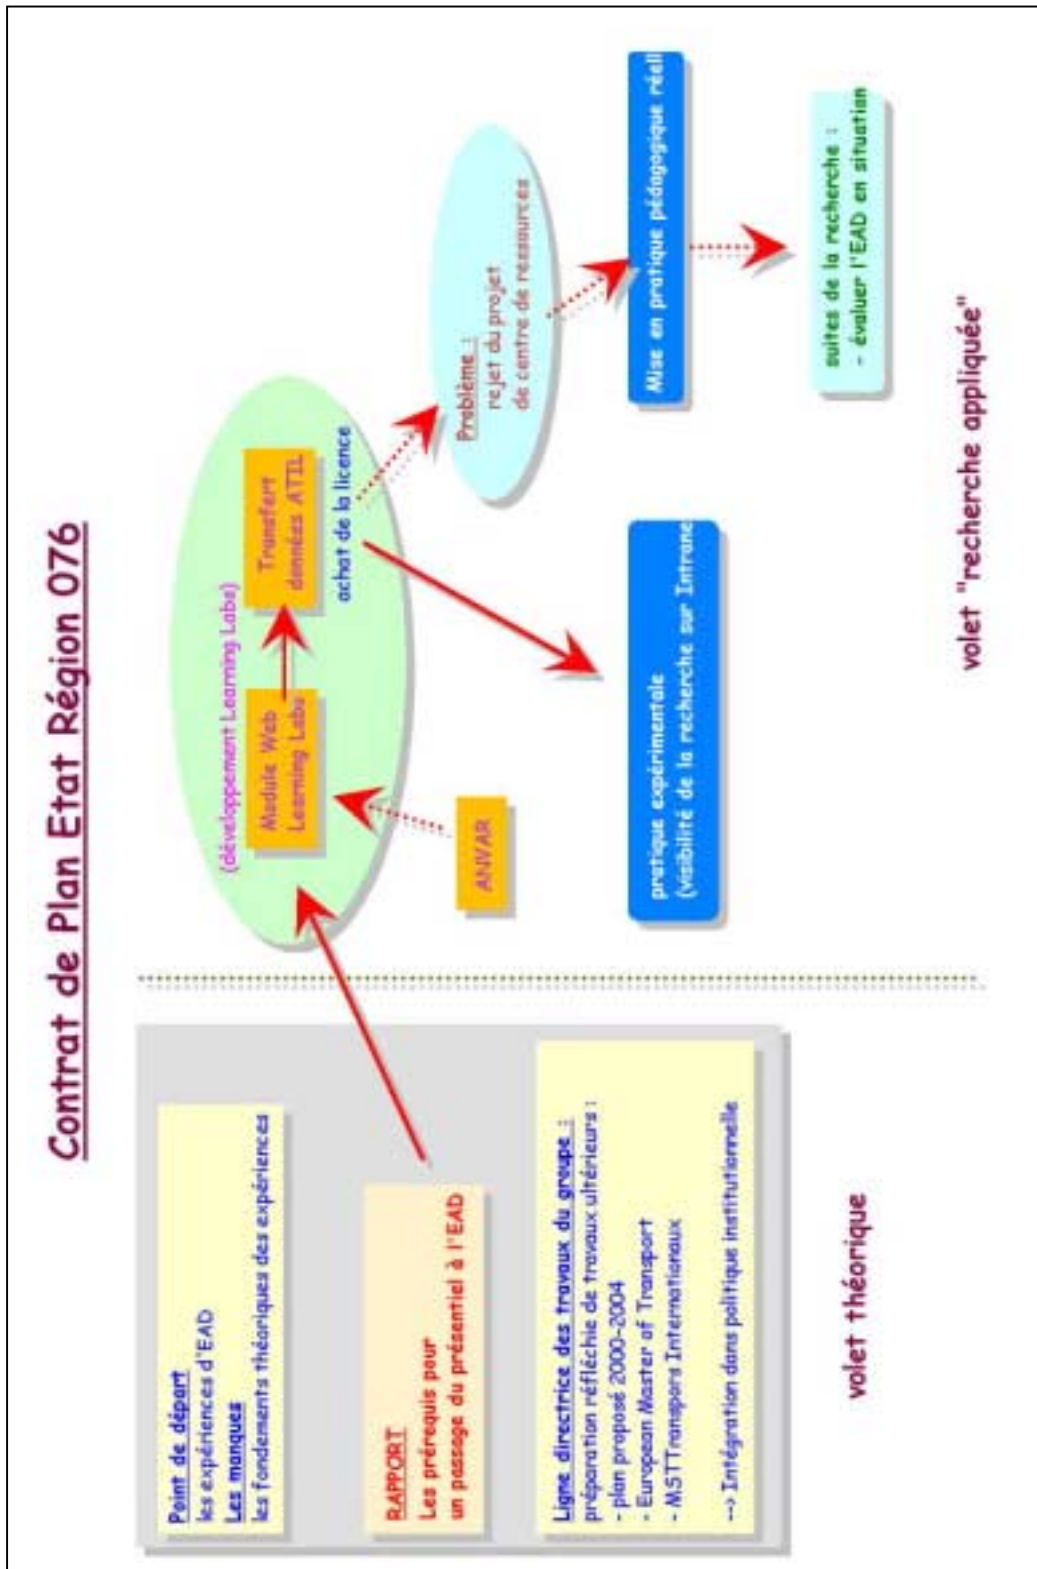 Contrat de Plan Etat Région 076
Point de départ
les expériences d'EAD
Les manques
les fondements théoriques des expériences
RAPPORT
Les prérequis pour
un passage du présentiel à l'EAD
Ligne directrice des travaux du groupe :
préparation réfléchie de travaux ultérieurs :
- plan proposé 2000-2004
- European Master of Transport
- MSTTranspors Internationaux
--> Intégration dans politique institutionnelle
volet théorique
(développement Learning Labs)
Module Web
Learning Labs
Transfert
données ATIL
achat de la licence
ANVAR
Problème :
rejet du projet
de centre de ressources
pratique expérimentale
(visibilité de la recherche sur Intrane
Mise en pratique pédagogique réell
suites de la recherche :
- évaluer l'EAD en situation
volet "recherche appliquée"